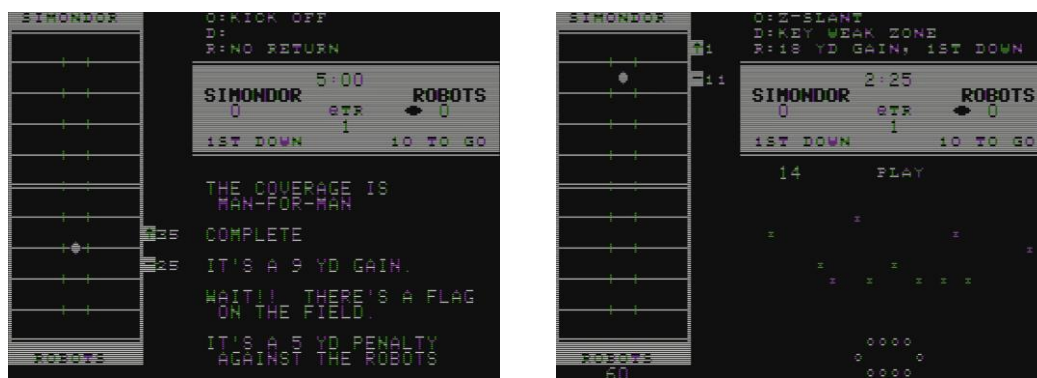 SIMONDOR
O:KICK OFF
D:
R:NO RETURN
5:00
SIMONDOR ROBOTS
0 QTR 0
1
1ST DOWN 10 TO GO
THE COVERAGE IS
MAN-FOR-MAN
35
COMPLETE
25
IT'S A 9 YD GAIN.
WAIT!! THERE'S A FLAG
ON THE FIELD.
IT'S A 5 YD PENALTY
AGAINST THE ROBOTS
ROBOTS
SIMONDOR
O:Z-SLANT
D:KEY WEAK ZONE
R:18 YD GAIN, 1ST DOWN
1
11
2:25
SIMONDOR ROBOTS
0 QTR 0
1
1ST DOWN 10 TO GO
14 PLAY
ROBOTS
60